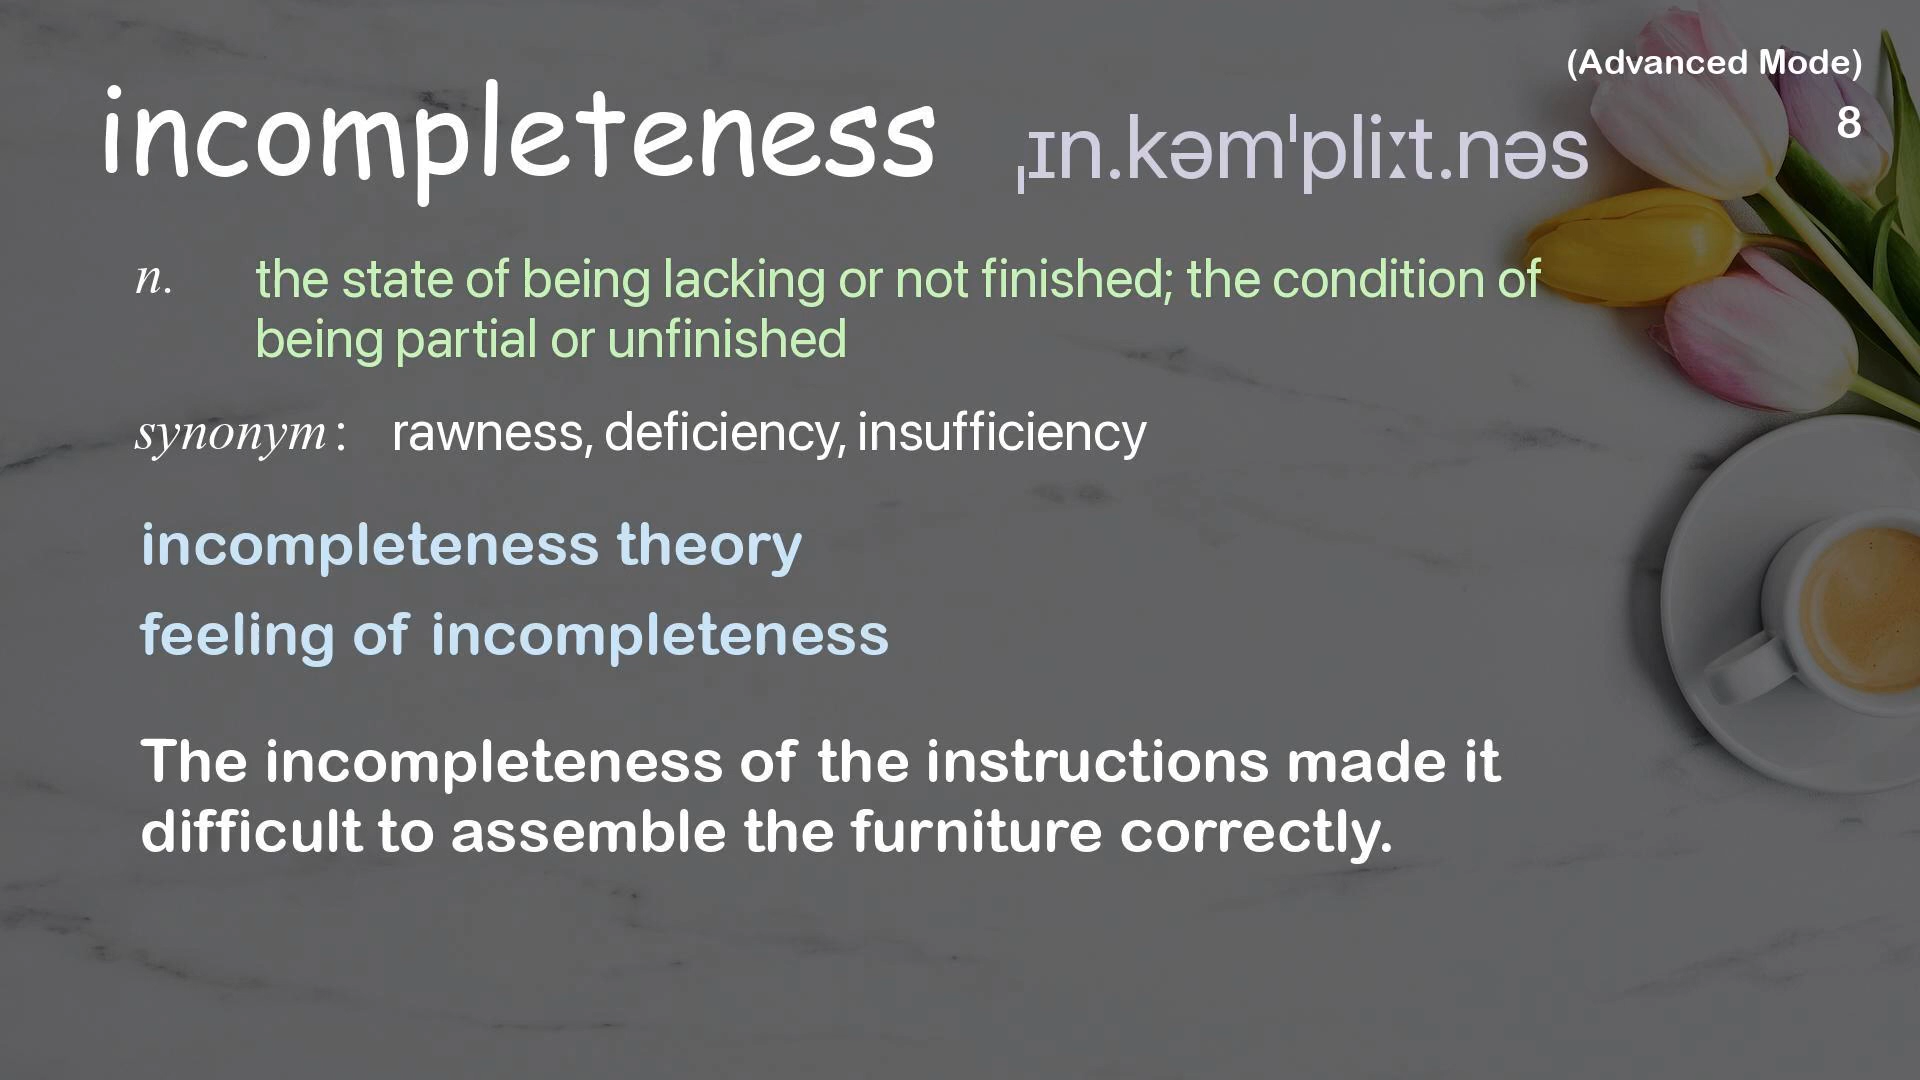 (Advanced Mode)
8
incompleteness ˌɪn.kəmˈpliːt.nəs
n. the state of being lacking or not finished; the condition of
being partial or unfinished
synonym: rawness, deficiency, insufficiency
incompleteness theory
feeling of incompleteness
The incompleteness of the instructions made it
difficult to assemble the furniture correctly.